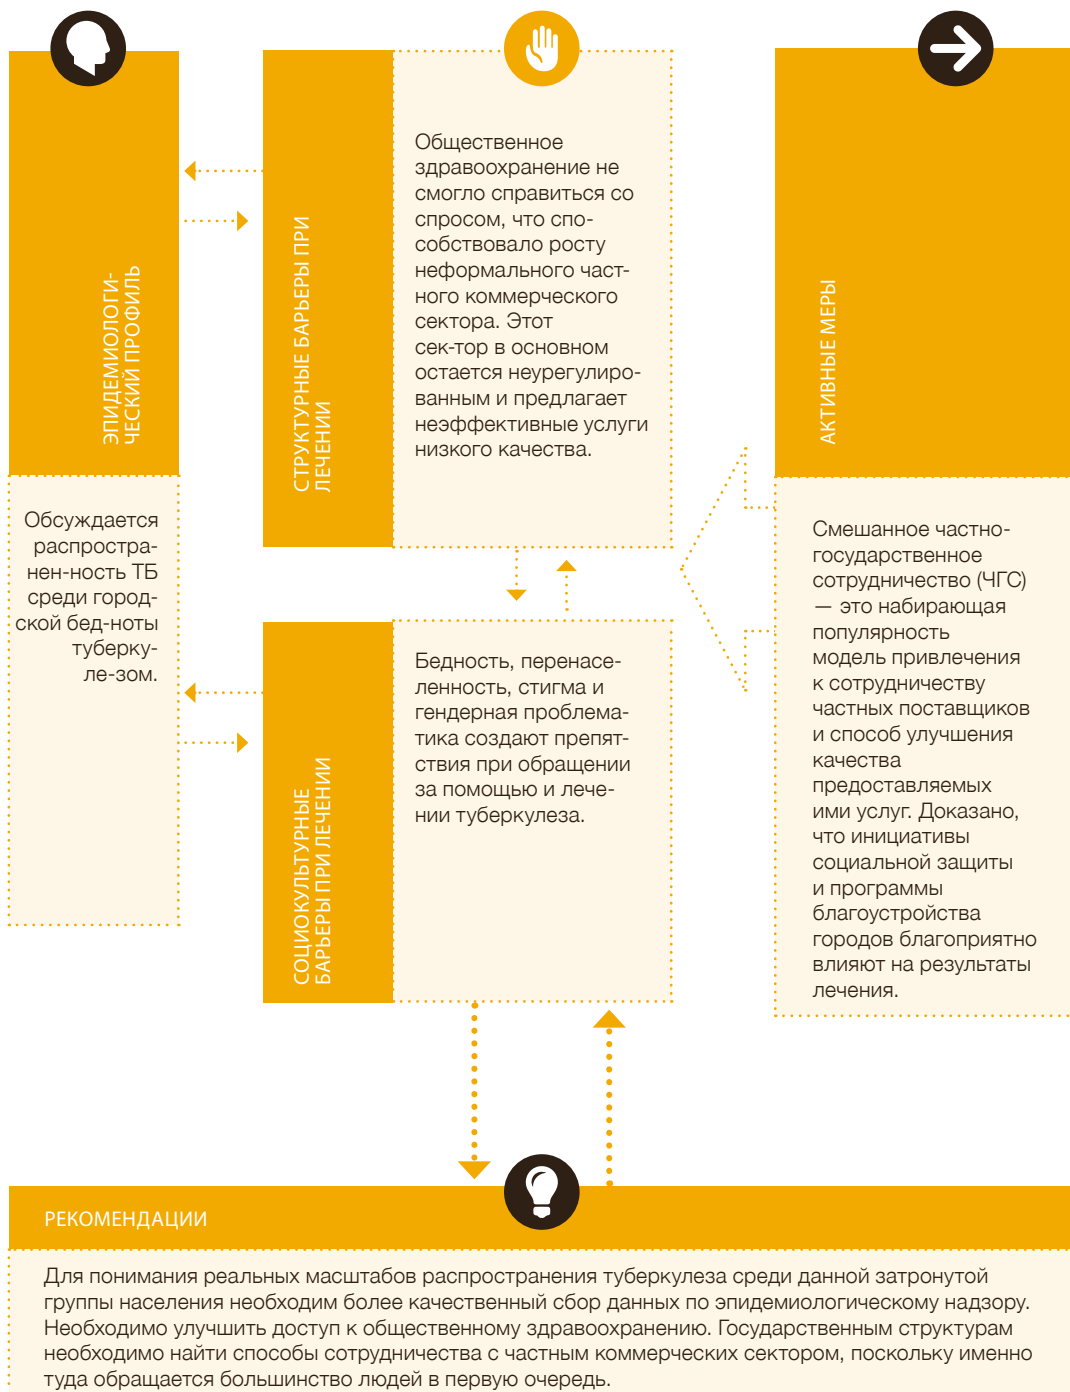 ЭПИДЕМИОЛОГИ-
ЧЕСКИЙ ПРОФИЛЬ
Обсуждается
распростра-
нен-ность ТБ
среди город-
ской бед-ноты
туберку-
ле-зом.
СТРУКТУРНЫЕ БАРЬЕРЫ ПРИ
ЛЕЧЕНИИ
Общественное
здравоохранение не
смогло справиться со
спросом, что спо-
собствовало росту
неформального част-
ного коммерческого
сектора. Этот
сек-тор в основном
остается неурегулиро-
ванным и предлагает
неэффективные услуги
низкого качества.
СОЦИОКУЛЬТУРНЫЕ
БАРЬЕРЫ ПРИ ЛЕЧЕНИИ
Бедность, перенасе-
ленность, стигма и
гендерная проблема-
тика создают препят-
ствия при обращении
за помощью и лече-
нии туберкулеза.
АКТИВНЫЕ МЕРЫ
Смешанное частно-
государственное
сотрудничество (ЧГС)
— это набирающая
популярность
модель привлечения
к сотрудничеству
частных поставщиков
и способ улучшения
качества
предоставляемых
ими услуг. Доказано,
что инициативы
социальной защиты
и программы
благоустройства
городов благоприятно
влияют на результаты
лечения.
РЕКОМЕНДАЦИИ
Для понимания реальных масштабов распространения туберкулеза среди данной затронутой
группы населения необходим более качественный сбор данных по эпидемиологическому надзору.
Необходимо улучшить доступ к общественному здравоохранению. Государственным структурам
необходимо найти способы сотрудничества с частным коммерческих сектором, поскольку именно
туда обращается большинство людей в первую очередь.